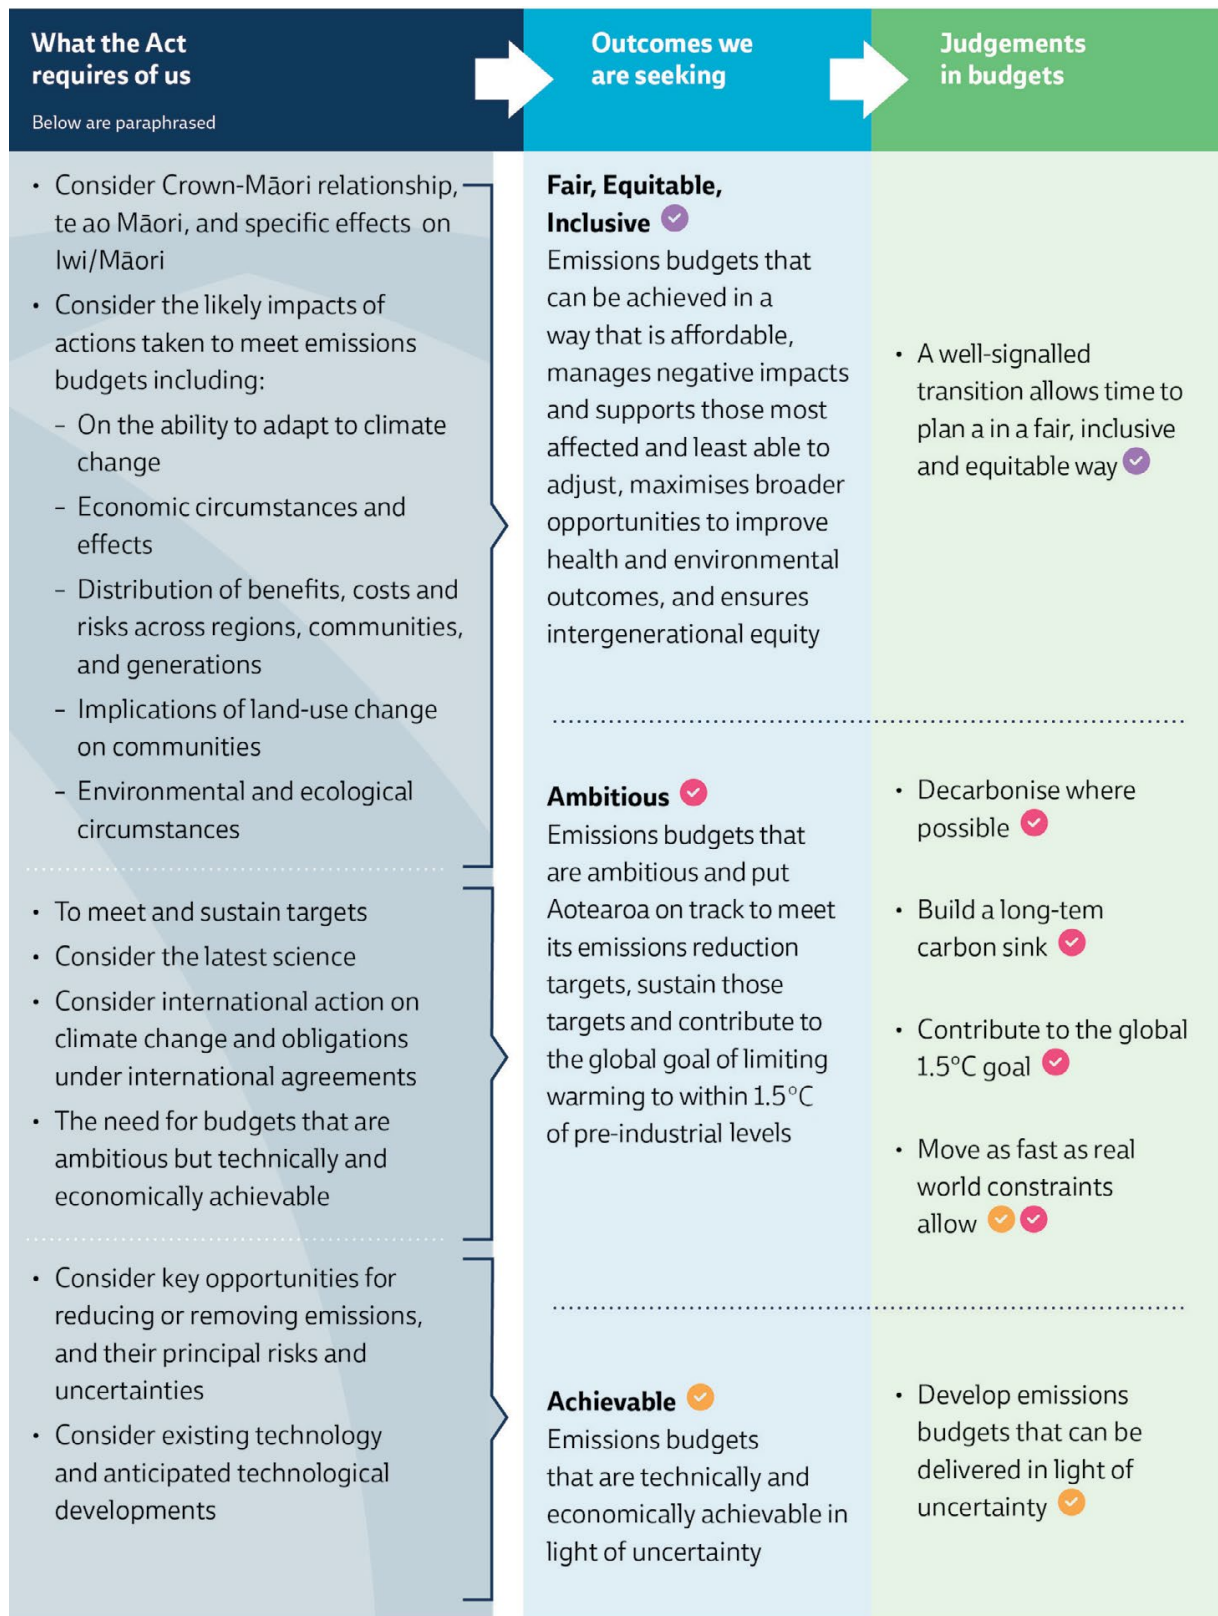 What the Act
requires of us
Below are paraphrased
Outcomes we
are seeking
Judgements
in budgets
• Consider Crown-Māori relationship,
te ao Māori, and specific effects on
Iwi/Māori
• Consider the likely impacts of
actions taken to meet emissions
budgets including:
– On the ability to adapt to climate
change
– Economic circumstances and
effects
– Distribution of benefits, costs and
risks across regions, communities,
and generations
– Implications of land-use change
on communities
– Environmental and ecological
circumstances
• To meet and sustain targets
• Consider the latest science
• Consider international action on
climate change and obligations
under international agreements
• The need for budgets that are
ambitious but technically and
economically achievable
• Consider key opportunities for
reducing or removing emissions,
and their principal risks and
uncertainties
• Consider existing technology
and anticipated technological
developments
Fair, Equitable,
Inclusive
Emissions budgets that
can be achieved in a
way that is affordable,
manages negative impacts
and supports those most
affected and least able to
adjust, maximises broader
opportunities to improve
health and environmental
outcomes, and ensures
intergenerational equity
Ambitious
Emissions budgets that
are ambitious and put
Aotearoa on track to meet
its emissions reduction
targets, sustain those
targets and contribute to
the global goal of limiting
warming to within 1.5°C
of pre-industrial levels
Achievable
Emissions budgets
that are technically and
economically achievable in
light of uncertainty
• A well-signalled
transition allows time to
plan a in a fair, inclusive
and equitable way
• Decarbonise where
possible
• Build a long-tem
carbon sink
• Contribute to the global
1.5°C goal
• Move as fast as real
world constraints
allow
• Develop emissions
budgets that can be
delivered in light of
uncertainty